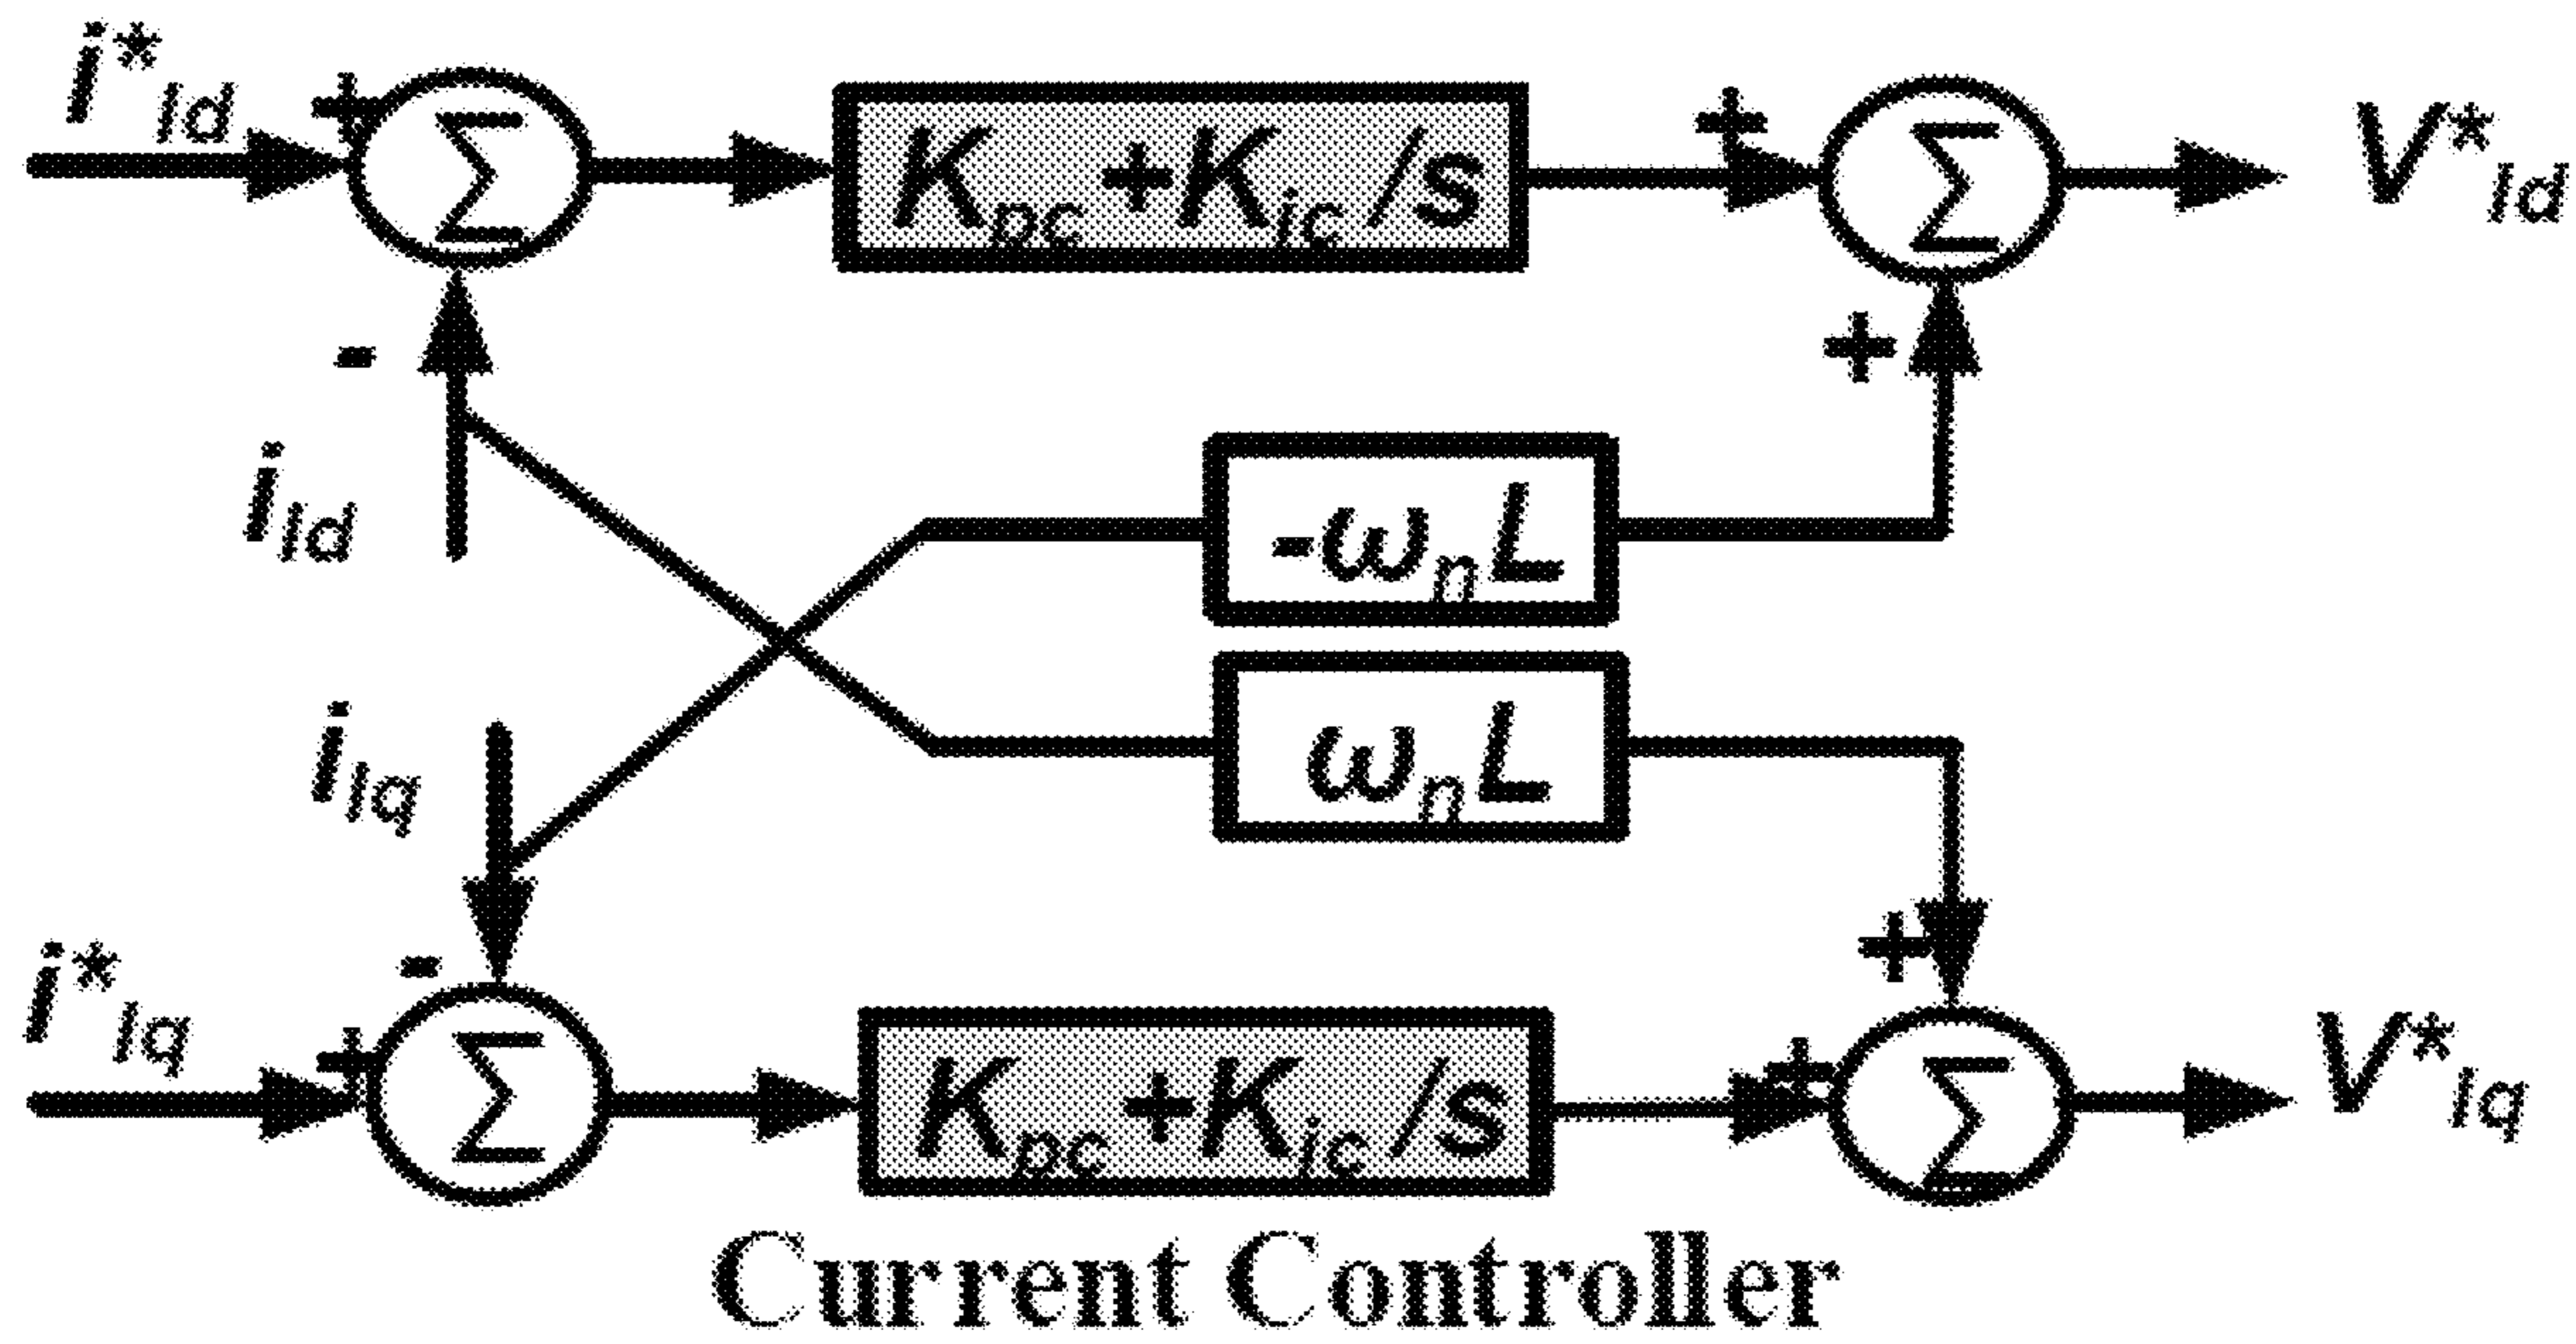 i*ld + Σ Kpc+Kic/s + Σ V*ld
- +
ild -ωnL
ilq ωnL
- +
i*lq + Σ Kpc+Kic/s + Σ V*lq
Current Controller